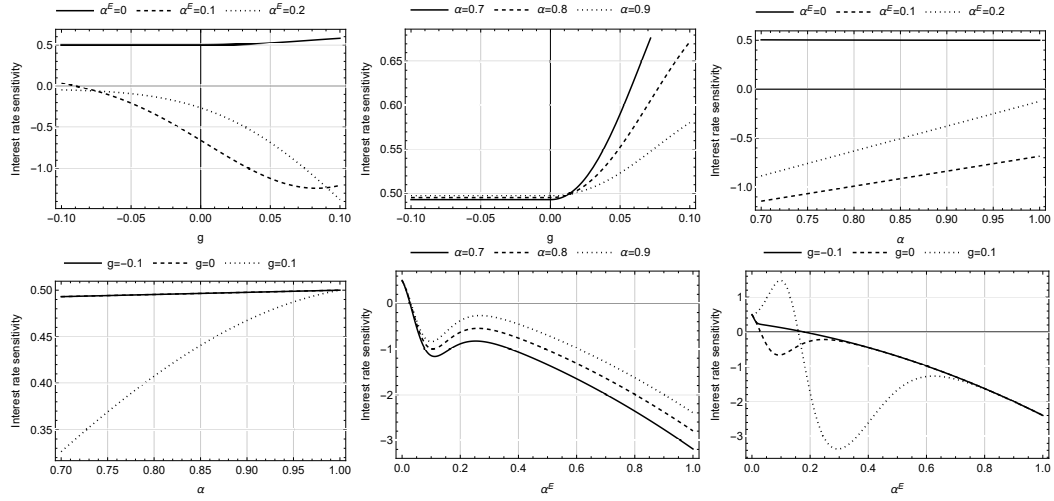 αᴱ=0 αᴱ=0.1 αᴱ=0.2
Interest rate sensitivity
0.5
0.0
−0.5
−1.0
−0.10 −0.05 0.00 0.05 0.10
g
α=0.7 α=0.8 α=0.9
Interest rate sensitivity
0.65
0.60
0.55
0.50
−0.10 −0.05 0.00 0.05 0.10
g
αᴱ=0 αᴱ=0.1 αᴱ=0.2
Interest rate sensitivity
0.5
0.0
−0.5
−1.0
0.70 0.75 0.80 0.85 0.90 0.95 1.00
α
g=−0.1 g=0 g=0.1
Interest rate sensitivity
0.50
0.45
0.40
0.35
0.70 0.75 0.80 0.85 0.90 0.95 1.00
α
α=0.7 α=0.8 α=0.9
Interest rate sensitivity
0
−1
−2
−3
0.0 0.2 0.4 0.6 0.8 1.0
αᴱ
g=−0.1 g=0 g=0.1
Interest rate sensitivity
1
0
−1
−2
−3
0.0 0.2 0.4 0.6 0.8 1.0
αᴱ